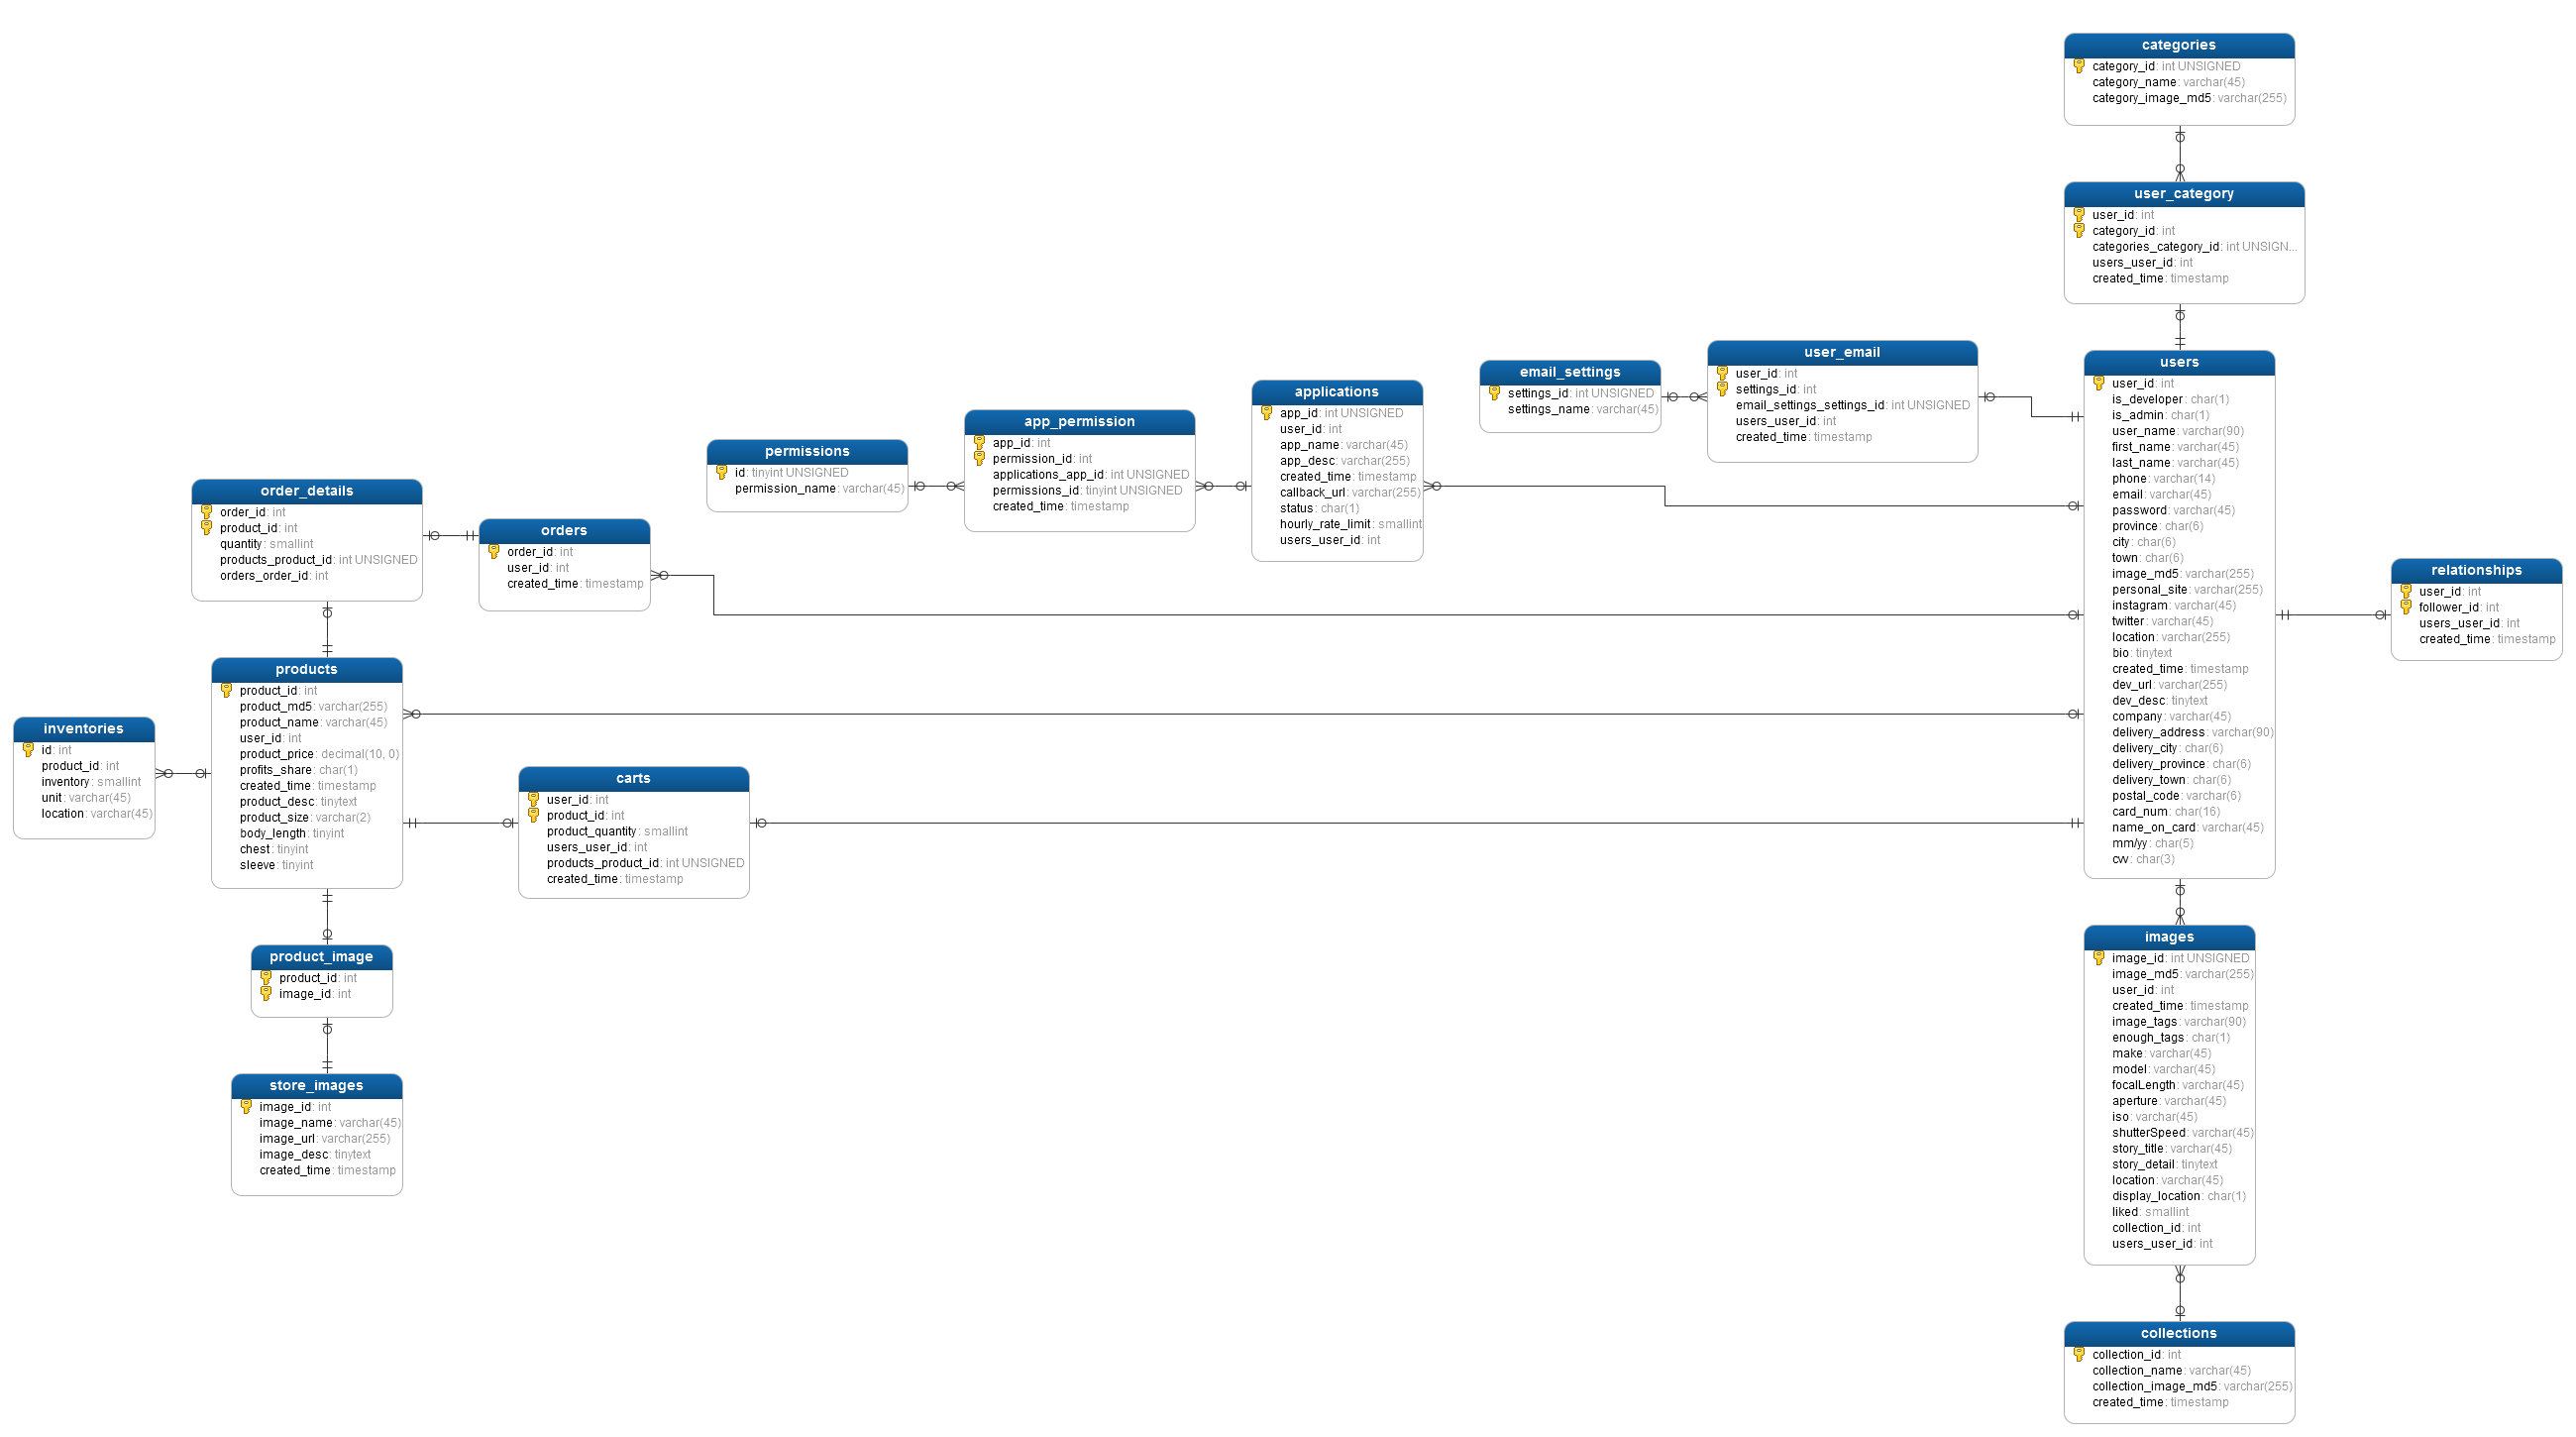 categories
category_id: int UNSIGNED
category_name: varchar(45)
category_image_md5: varchar(255)
user_category
user_id: int
category_id: int
categories_category_id: int UNSIGN...
users_user_id: int
created_time: timestamp
users
user_id: int
is_developer: char(1)
is_admin: char(1)
user_name: varchar(90)
first_name: varchar(45)
last_name: varchar(45)
phone: varchar(14)
email: varchar(45)
password: varchar(45)
province: char(6)
city: char(6)
town: char(6)
image_md5: varchar(255)
personal_site: varchar(255)
instagram: varchar(45)
twitter: varchar(45)
location: varchar(255)
bio: tinytext
created_time: timestamp
dev_url: varchar(255)
dev_desc: tinytext
company: varchar(45)
delivery_address: varchar(90)
delivery_city: char(6)
delivery_province: char(6)
delivery_town: char(6)
postal_code: varchar(6)
card_num: char(16)
name_on_card: varchar(45)
mm/yy: char(5)
cvv: char(3)
user_email
user_id: int
settings_id: int
email_settings_settings_id: int UNSIGNED
users_user_id: int
created_time: timestamp
email_settings
settings_id: int UNSIGNED
settings_name: varchar(45)
applications
app_id: int UNSIGNED
user_id: int
app_name: varchar(45)
app_desc: varchar(255)
created_time: timestamp
callback_url: varchar(255)
status: char(1)
hourly_rate_limit: smallint
users_user_id: int
app_permission
app_id: int
permission_id: int
applications_app_id: int UNSIGNED
permissions_id: tinyint UNSIGNED
created_time: timestamp
permissions
id: tinyint UNSIGNED
permission_name: varchar(45)
order_details
order_id: int
product_id: int
quantity: smallint
products_product_id: int UNSIGNED
orders_order_id: int
orders
order_id: int
user_id: int
created_time: timestamp
relationships
user_id: int
follower_id: int
users_user_id: int
created_time: timestamp
products
product_id: int
product_md5: varchar(255)
product_name: varchar(45)
user_id: int
product_price: decimal(10, 0)
profits_share: char(1)
created_time: timestamp
product_desc: tinytext
product_size: varchar(2)
body_length: tinyint
chest: tinyint
sleeve: tinyint
inventories
id: int
product_id: int
inventory: smallint
unit: varchar(45)
location: varchar(45)
carts
user_id: int
product_id: int
product_quantity: smallint
users_user_id: int
products_product_id: int UNSIGNED
created_time: timestamp
product_image
product_id: int
image_id: int
store_images
image_id: int
image_name: varchar(45)
image_url: varchar(255)
image_desc: tinytext
created_time: timestamp
images
image_id: int UNSIGNED
image_md5: varchar(255)
user_id: int
created_time: timestamp
image_tags: varchar(90)
enough_tags: char(1)
make: varchar(45)
model: varchar(45)
focalLength: varchar(45)
aperture: varchar(45)
iso: varchar(45)
shutterSpeed: varchar(45)
story_title: varchar(45)
story_detail: tinytext
location: varchar(45)
display_location: char(1)
liked: smallint
collection_id: int
users_user_id: int
collections
collection_id: int
collection_name: varchar(45)
collection_image_md5: varchar(255)
created_time: timestamp